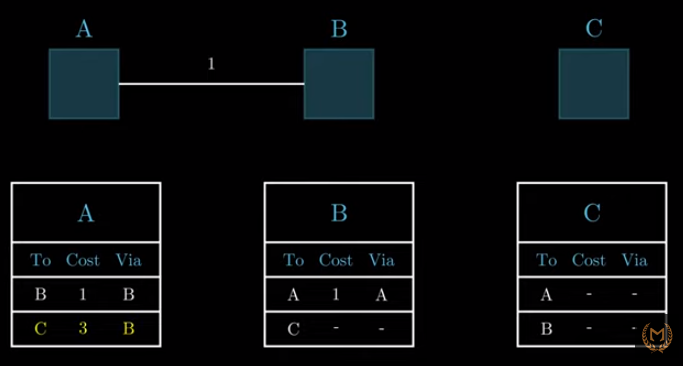 A B C
1
A
To Cost Via
B 1 B
C 3 B
B
To Cost Via
A 1 A
C - -
C
To Cost Via
A - -
B - -
M